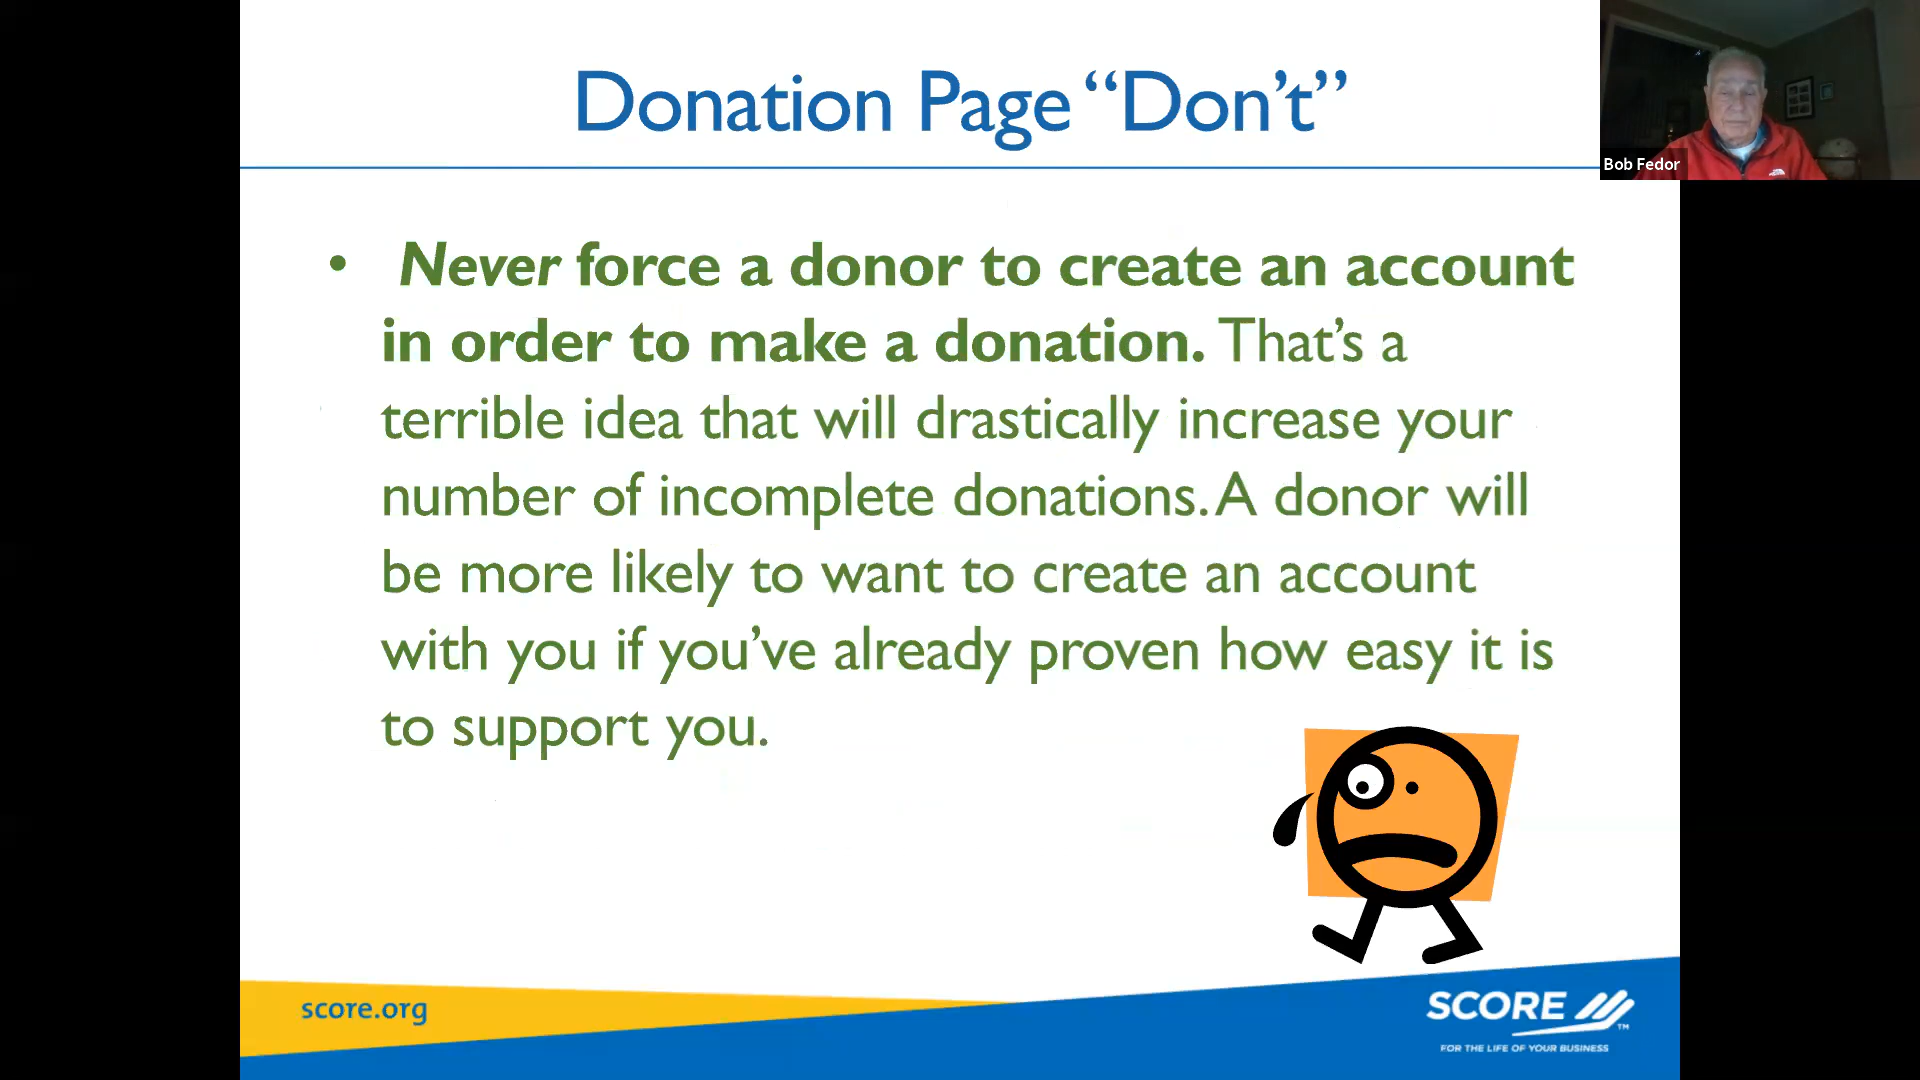 Donation Page “Don’t”
Bob Fedor
• Never force a donor to create an account
in order to make a donation. That’s a
terrible idea that will drastically increase your
number of incomplete donations. A donor will
be more likely to want to create an account
with you if you’ve already proven how easy it is
to support you.
score.org
SCORE
TM
FOR THE LIFE OF YOUR BUSINESS